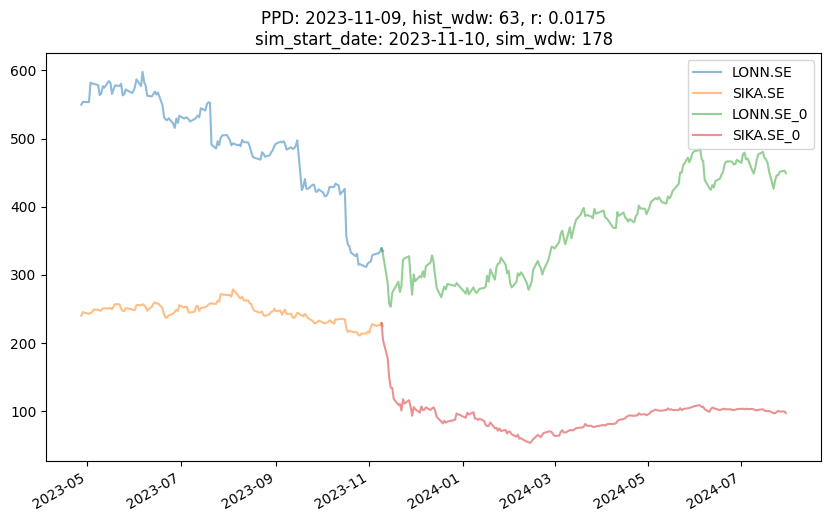 PPD: 2023-11-09, hist_wdw: 63, r: 0.0175
sim_start_date: 2023-11-10, sim_wdw: 178
LONN.SE
SIKA.SE
LONN.SE_0
SIKA.SE_0
600
500
400
300
200
100
2023-05
2023-07
2023-09
2023-11
2024-01
2024-03
2024-05
2024-07